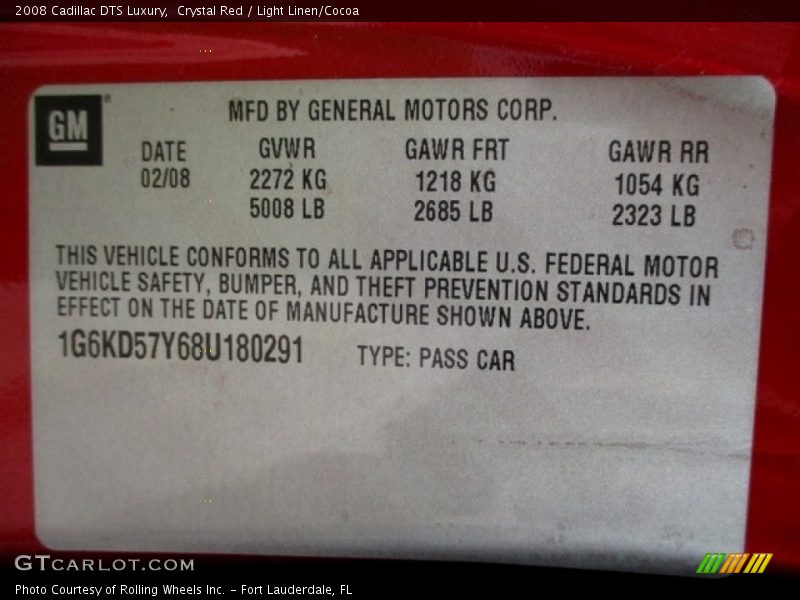 2008 Cadillac DTS Luxury,  Crystal Red / Light Linen/Cocoa
GM®
MFD BY GENERAL MOTORS CORP.
DATE GVWR GAWR FRT GAWR RR
02/08 2272 KG 1218 KG 1054 KG
5008 LB 2685 LB 2323 LB
THIS VEHICLE CONFORMS TO ALL APPLICABLE U.S. FEDERAL MOTOR
VEHICLE SAFETY, BUMPER, AND THEFT PREVENTION STANDARDS IN
EFFECT ON THE DATE OF MANUFACTURE SHOWN ABOVE.
1G6KD57Y68U180291 TYPE: PASS CAR
GTCARLOT.COM
Photo Courtesy of Rolling Wheels Inc. - Fort Lauderdale, FL